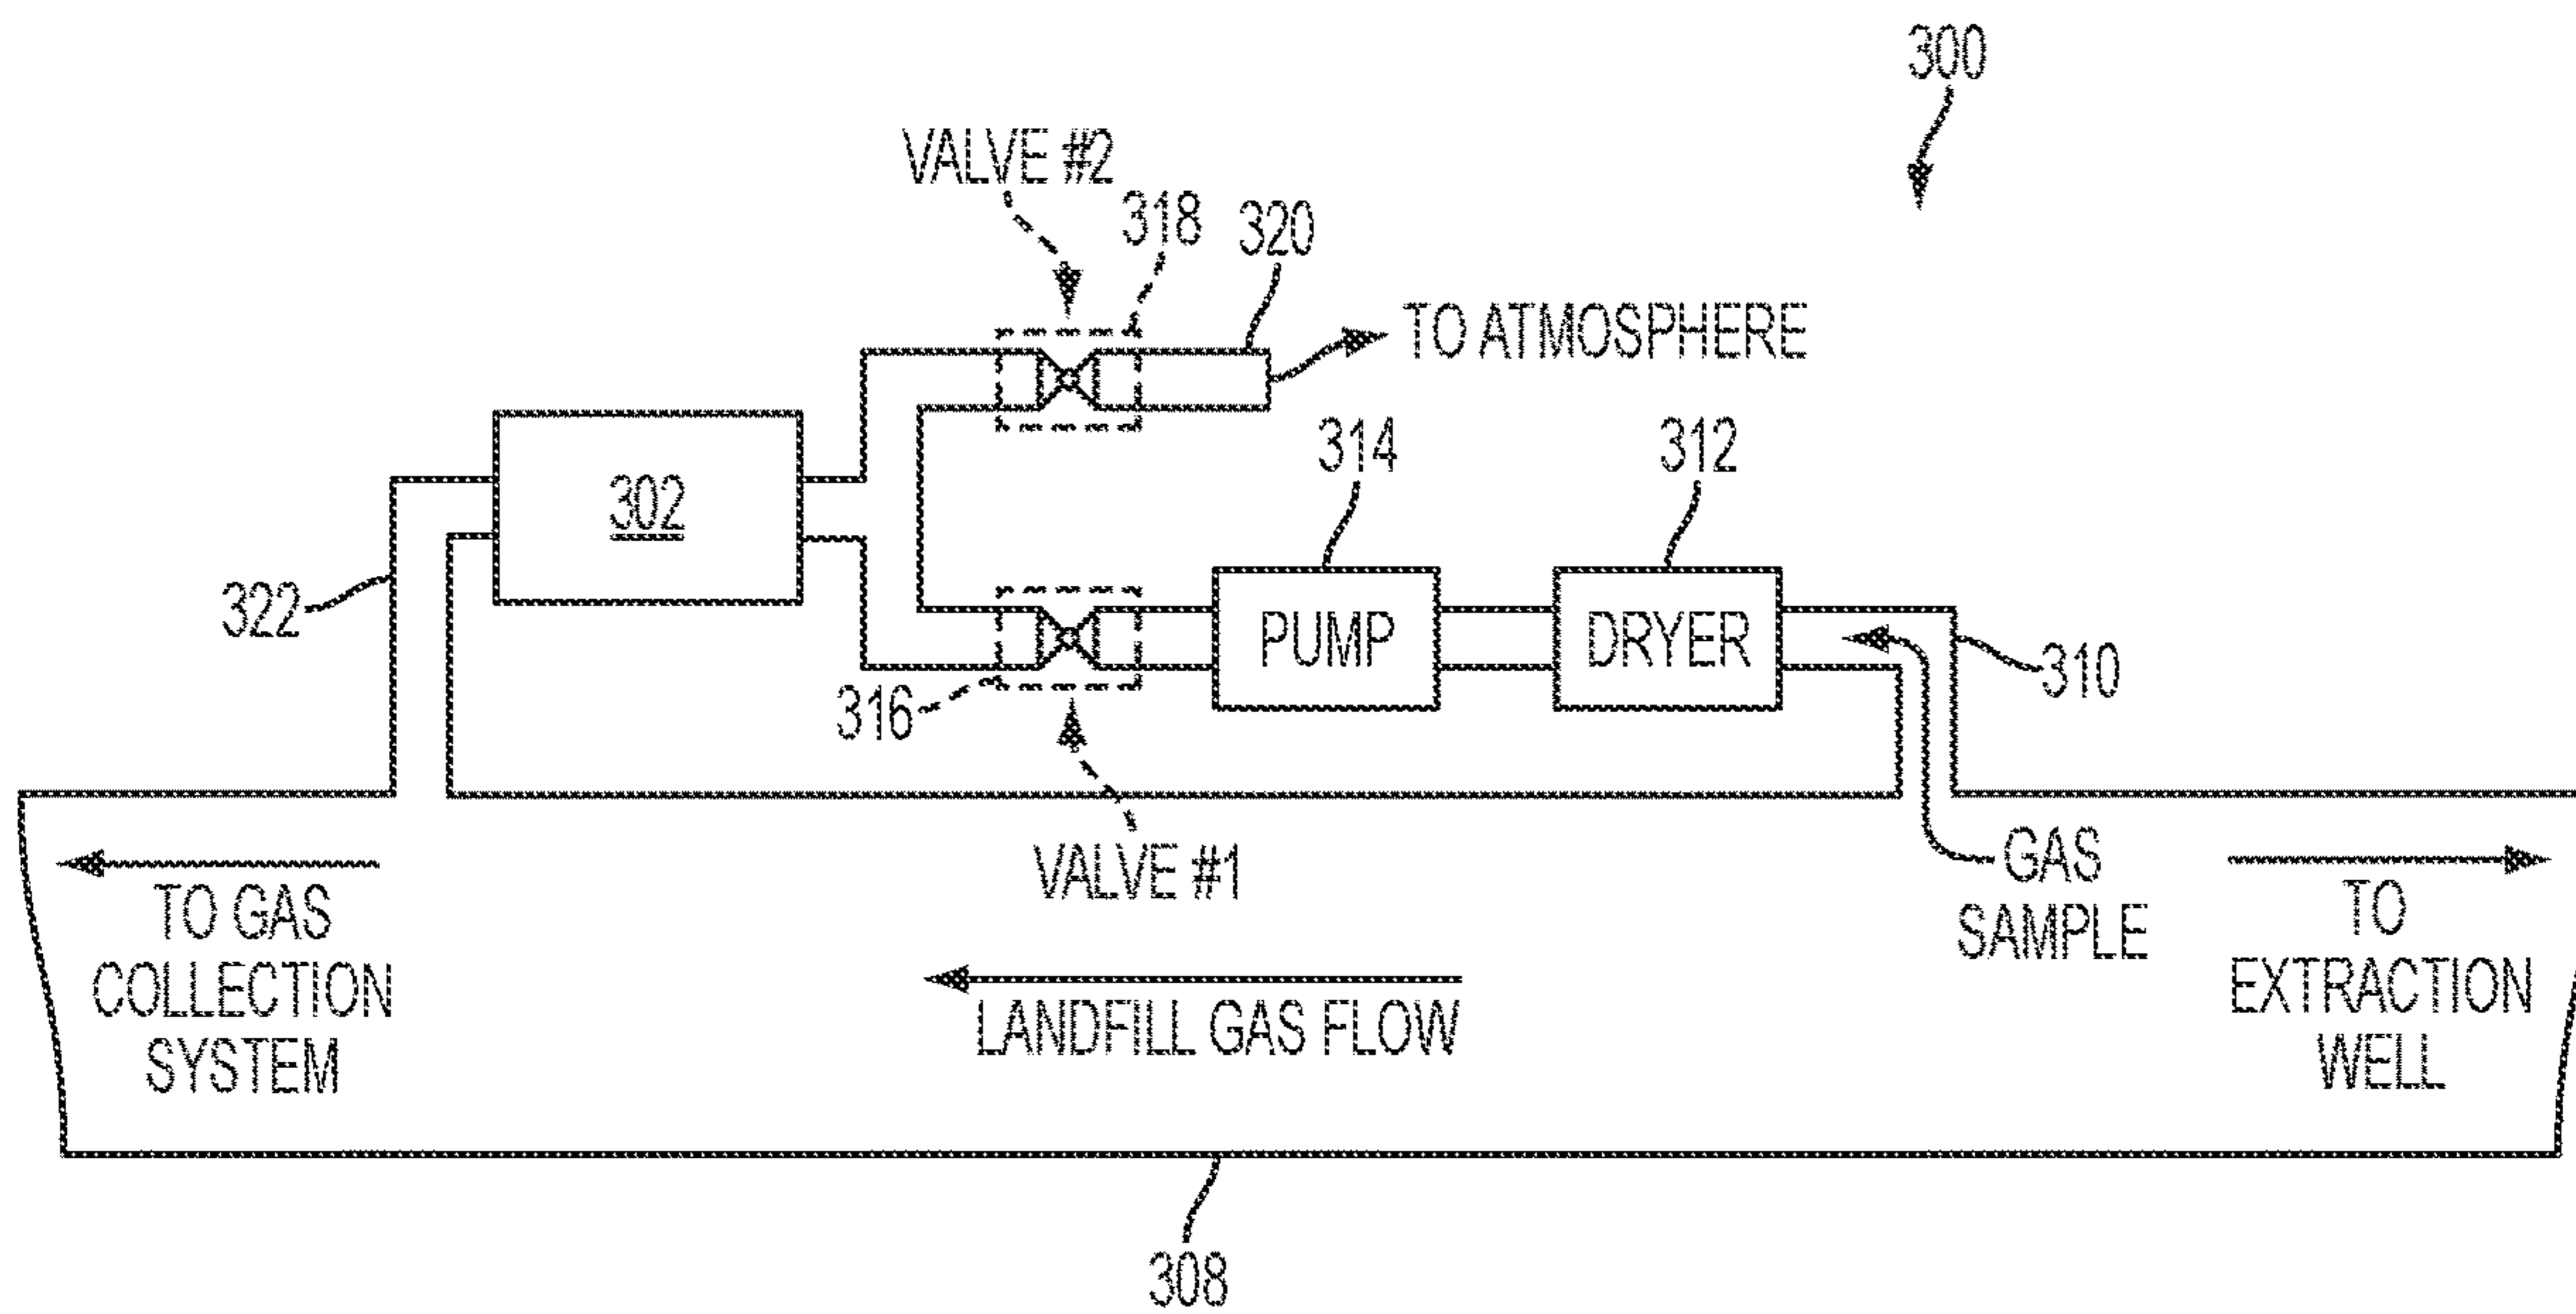 300
VALVE #2
318
320
TO ATMOSPHERE
314
312
302
322
PUMP
DRYER
310
316
VALVE #1
GAS
SAMPLE
TO GAS
COLLECTION
SYSTEM
TO
EXTRACTION
WELL
LANDFILL GAS FLOW
308